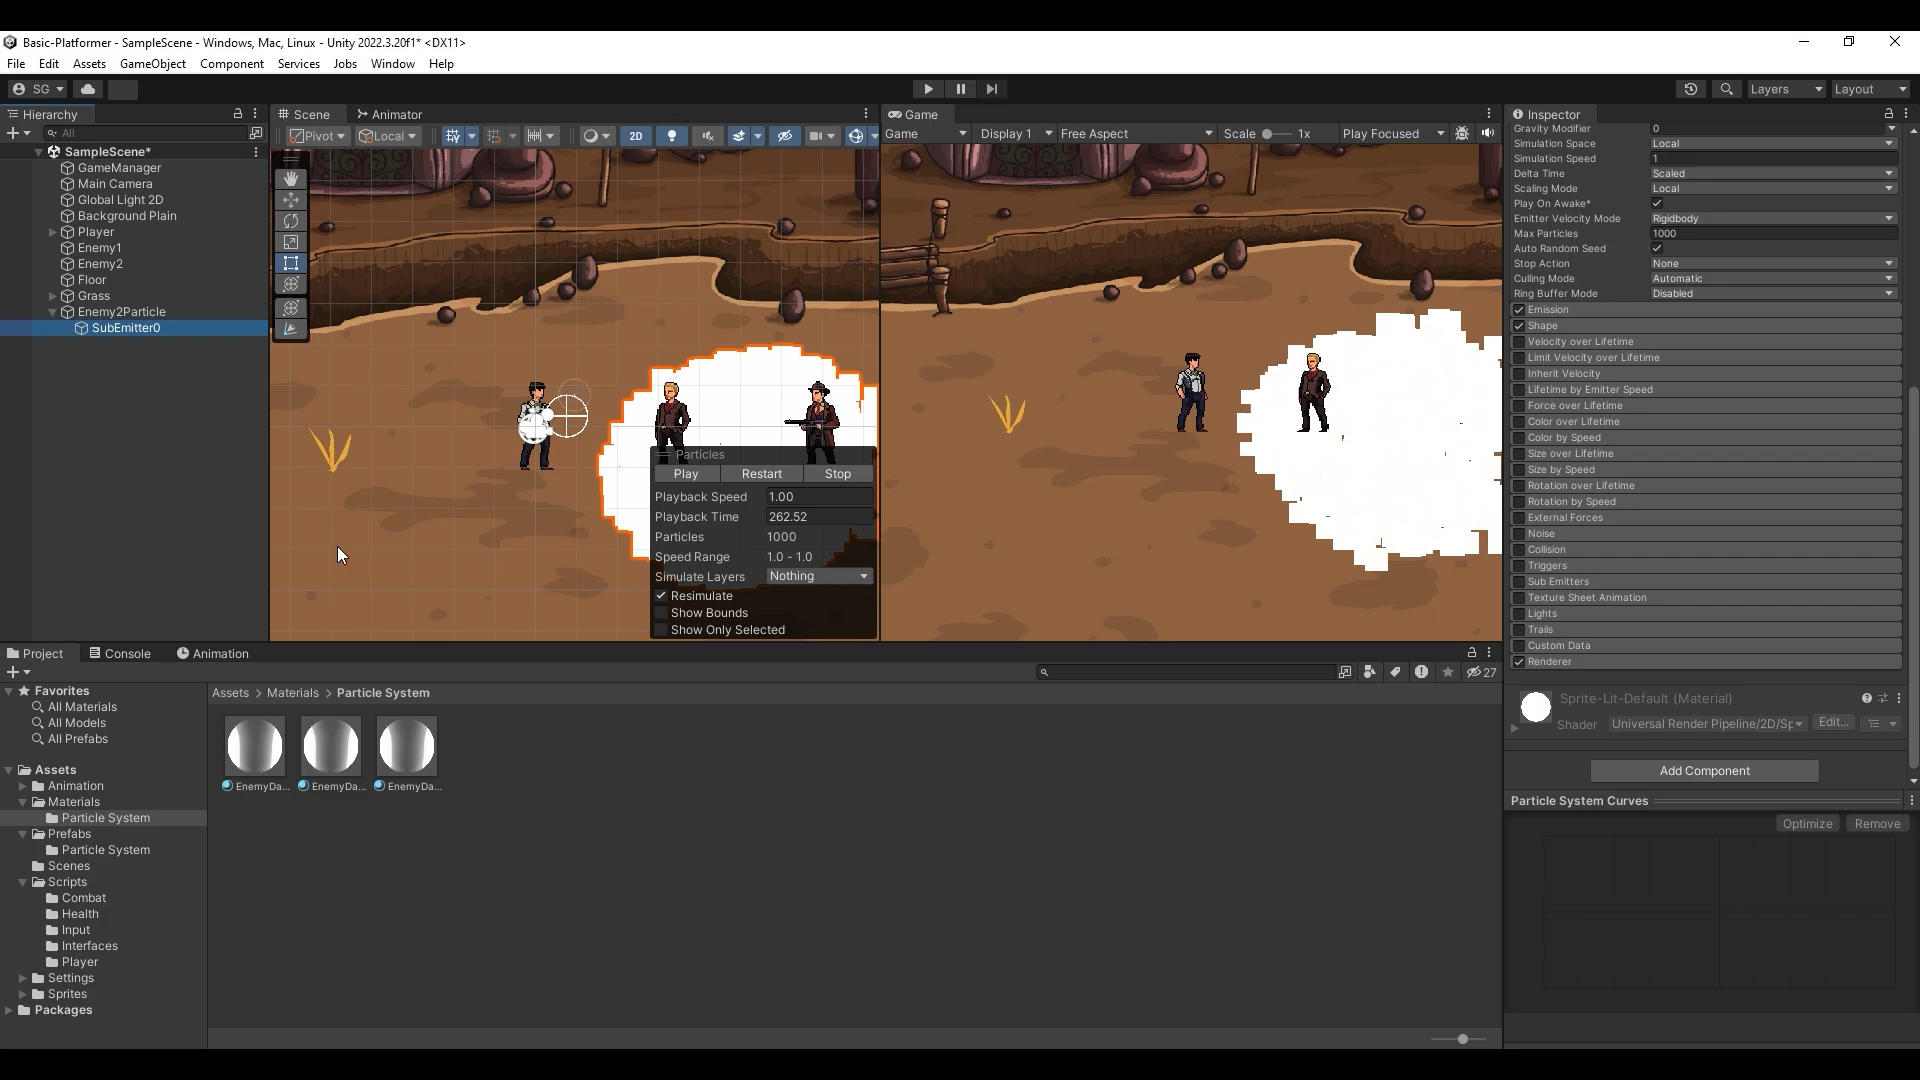 Basic-Platformer - SampleScene - Windows, Mac, Linux - Unity 2022.3.20f1* <DX11>
File Edit Assets GameObject Component Services Jobs Window Help
SG
Layers
Layout
Hierarchy
All
SampleScene*
GameManager
Main Camera
Global Light 2D
Background Plain
Player
Enemy1
Enemy2
Floor
Grass
Enemy2Particle
SubEmitter0
Scene
Animator
Pivot
Local
2D
Particles
Play Restart Stop
Playback Speed 1.00
Playback Time 262.52
Particles 1000
Speed Range 1.0 - 1.0
Simulate Layers Nothing
Resimulate
Show Bounds
Show Only Selected
Game
Game Display 1 Free Aspect Scale 1x Play Focused
Inspector
Gravity Modifier 0
Simulation Space Local
Simulation Speed 1
Delta Time Scaled
Scaling Mode Local
Play On Awake*
Emitter Velocity Mode Rigidbody
Max Particles 1000
Auto Random Seed
Stop Action None
Culling Mode Automatic
Ring Buffer Mode Disabled
Emission
Shape
Velocity over Lifetime
Limit Velocity over Lifetime
Inherit Velocity
Lifetime by Emitter Speed
Force over Lifetime
Color over Lifetime
Color by Speed
Size over Lifetime
Size by Speed
Rotation over Lifetime
Rotation by Speed
External Forces
Noise
Collision
Triggers
Sub Emitters
Texture Sheet Animation
Lights
Trails
Custom Data
Renderer
Sprite-Lit-Default (Material)
Shader Universal Render Pipeline/2D/Sp Edit...
Add Component
Particle System Curves
Optimize Remove
Project
Console
Animation
27
Favorites
All Materials
All Models
All Prefabs
Assets
Animation
Materials
Particle System
Prefabs
Particle System
Scenes
Scripts
Combat
Health
Input
Interfaces
Player
Settings
Sprites
Packages
Assets > Materials > Particle System
EnemyDa... EnemyDa... EnemyDa...